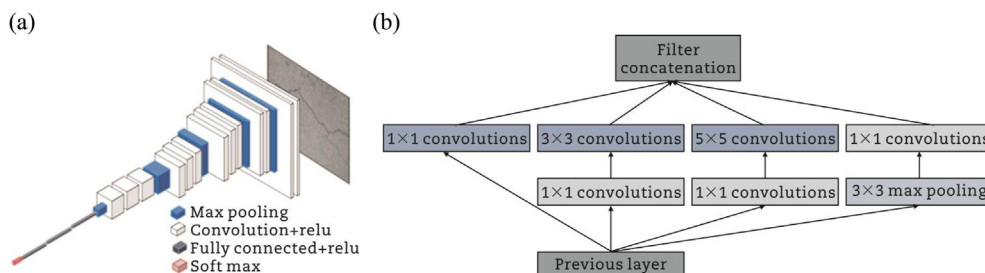 (a)
Max pooling
Convolution+relu
Fully connected+relu
Soft max
(b)
Filter
concatenation
1×1 convolutions
3×3 convolutions
5×5 convolutions
1×1 convolutions
1×1 convolutions
1×1 convolutions
3×3 max pooling
Previous layer